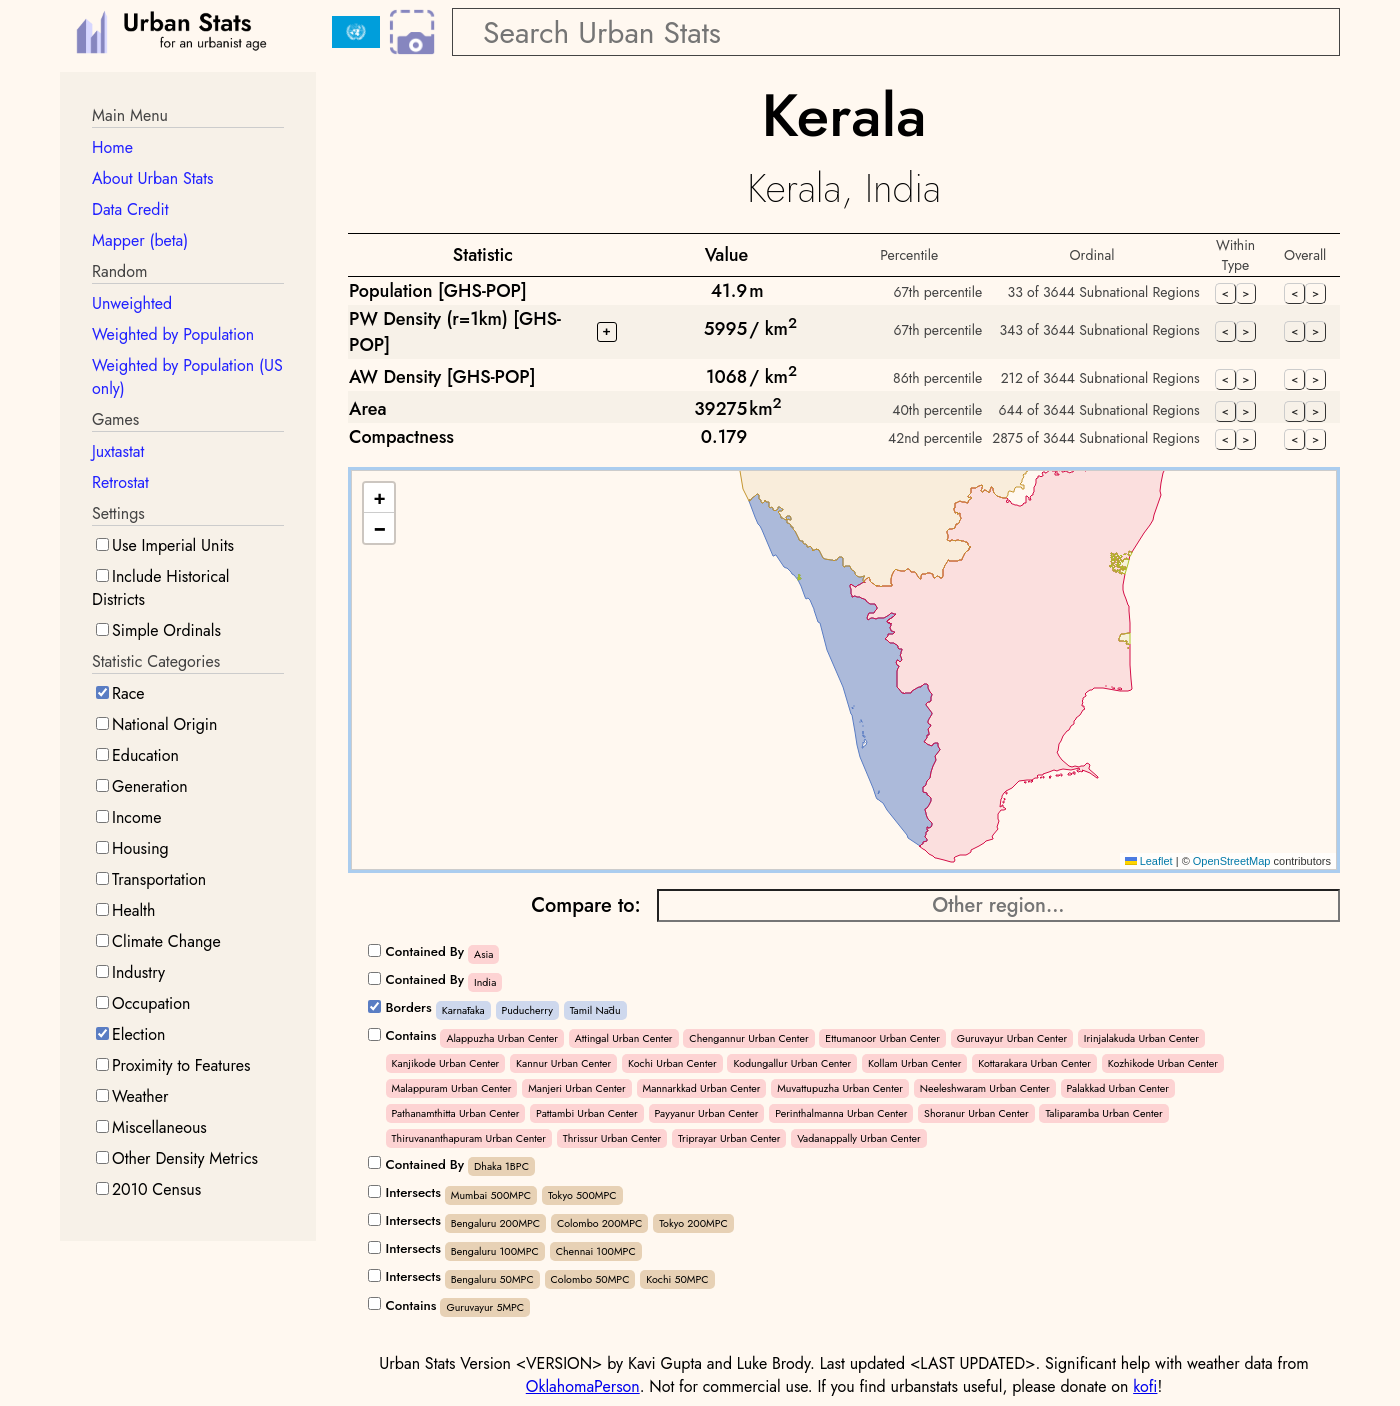 Urban Stats
for an urbanist age
Search Urban Stats
Main Menu
Home
About Urban Stats
Data Credit
Mapper (beta)
Random
Unweighted
Weighted by Population
Weighted by Population (US
only)
Games
Juxtastat
Retrostat
Settings
Use Imperial Units
Include Historical
Districts
Simple Ordinals
Statistic Categories
Race
National Origin
Education
Generation
Income
Housing
Transportation
Health
Climate Change
Industry
Occupation
Election
Proximity to Features
Weather
Miscellaneous
Other Density Metrics
2010 Census
Kerala
Kerala, India
Statistic Value Percentile Ordinal Within Type Overall
Population [GHS-POP] 41.9 m 67th percentile 33 of 3644 Subnational Regions < > < >
PW Density (r=1km) [GHS-
POP] + 5995 / km² 67th percentile 343 of 3644 Subnational Regions < > < >
AW Density [GHS-POP] 1068 / km² 86th percentile 212 of 3644 Subnational Regions < > < >
Area 39275 km² 40th percentile 644 of 3644 Subnational Regions < > < >
Compactness 0.179 42nd percentile 2875 of 3644 Subnational Regions < > < >
+
−
Leaflet | © OpenStreetMap contributors
Compare to: Other region...
Contained By Asia
Contained By India
Borders Karnātaka Puducherry Tamil Nādu
Contains Alappuzha Urban Center Attingal Urban Center Chengannur Urban Center Ettumanoor Urban Center Guruvayur Urban Center Irinjalakuda Urban Center
Kanjikode Urban Center Kannur Urban Center Kochi Urban Center Kodungallur Urban Center Kollam Urban Center Kottarakara Urban Center Kozhikode Urban Center
Malappuram Urban Center Manjeri Urban Center Mannarkkad Urban Center Muvattupuzha Urban Center Neeleshwaram Urban Center Palakkad Urban Center
Pathanamthitta Urban Center Pattambi Urban Center Payyanur Urban Center Perinthalmanna Urban Center Shoranur Urban Center Taliparamba Urban Center
Thiruvananthapuram Urban Center Thrissur Urban Center Triprayar Urban Center Vadanappally Urban Center
Contained By Dhaka 1BPC
Intersects Mumbai 500MPC Tokyo 500MPC
Intersects Bengaluru 200MPC Colombo 200MPC Tokyo 200MPC
Intersects Bengaluru 100MPC Chennai 100MPC
Intersects Bengaluru 50MPC Colombo 50MPC Kochi 50MPC
Contains Guruvayur 5MPC
Urban Stats Version <VERSION> by Kavi Gupta and Luke Brody. Last updated <LAST UPDATED>. Significant help with weather data from
OklahomaPerson. Not for commercial use. If you find urbanstats useful, please donate on kofi!